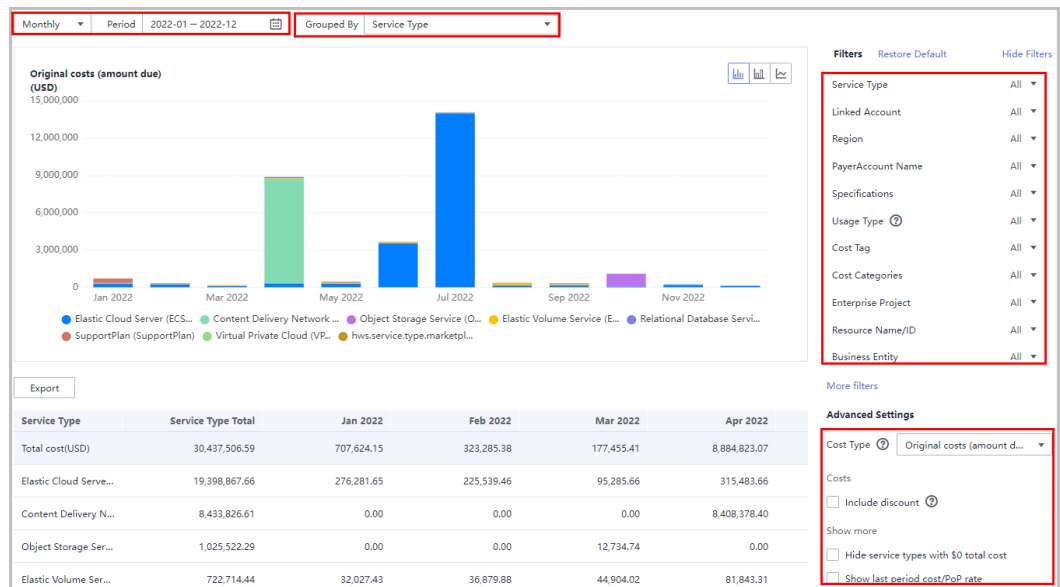 Monthly Period 2022-01 — 2022-12 Grouped By Service Type
Filters Restore Default Hide Filters
Original costs (amount due)
(USD)
15,000,000
12,000,000
9,000,000
6,000,000
3,000,000
0
Jan 2022 Mar 2022 May 2022 Jul 2022 Sep 2022 Nov 2022
Elastic Cloud Server (ECS... Content Delivery Network ... Object Storage Service (O... Elastic Volume Service (E... Relational Database Servi...
SupportPlan (SupportPlan) Virtual Private Cloud (VP... hws.service.type.marketpl...
Service Type All
Linked Account All
Region All
PayerAccount Name All
Specifications All
Usage Type ? All
Cost Tag All
Cost Categories All
Enterprise Project All
Resource Name/ID All
Business Entity All
More filters
Export
Service Type Service Type Total Jan 2022 Feb 2022 Mar 2022 Apr 2022
Total cost(USD) 30,437,506.59 707,624.15 323,285.38 177,455.41 8,884,823.07
Elastic Cloud Serve... 19,398,867.66 276,281.65 225,539.46 95,285.66 315,483.66
Content Delivery N... 8,433,826.61 0.00 0.00 0.00 8,408,378.40
Object Storage Ser... 1,025,522.29 0.00 0.00 12,734.74 0.00
Elastic Volume Ser... 722,714.44 32,027.43 36,879.88 44,904.02 81,843.31
Advanced Settings
Cost Type ? Original costs (amount d...
Costs
Include discount ?
Show more
Hide service types with $0 total cost
Show last period cost/PoP rate